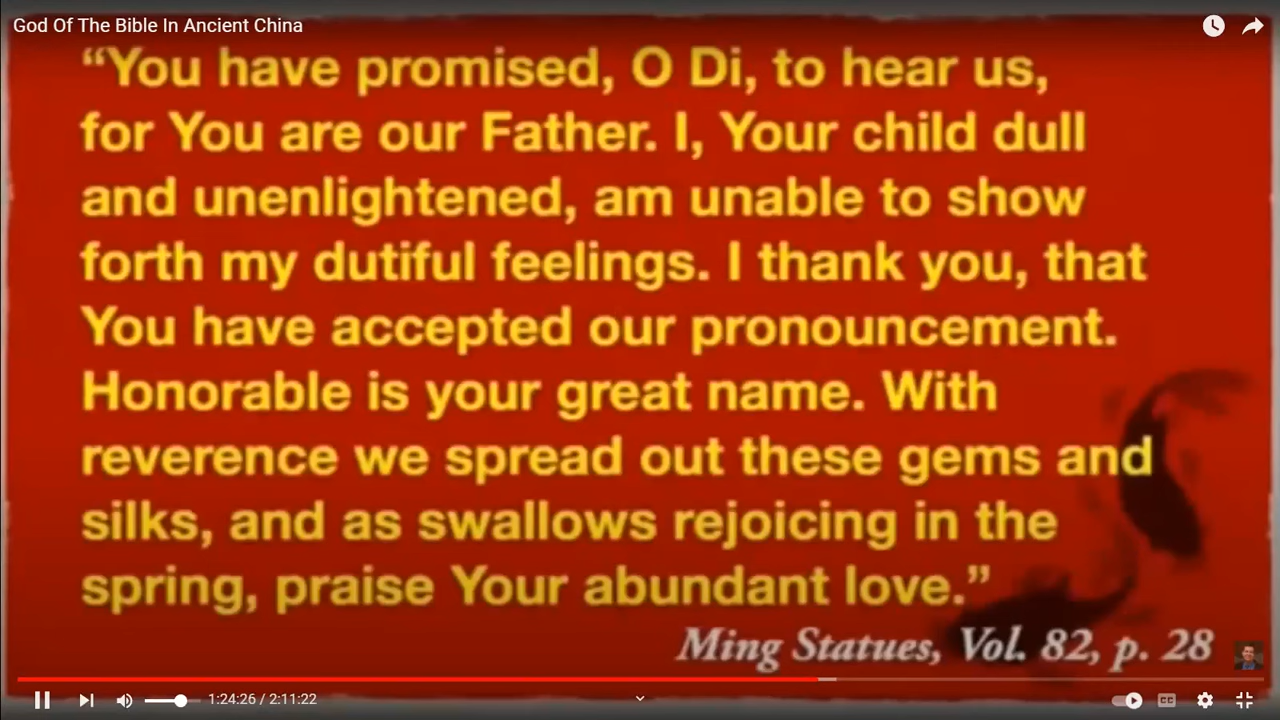 God Of The Bible In Ancient China
“You have promised, O Di, to hear us,
for You are our Father. I, Your child dull
and unenlightened, am unable to show
forth my dutiful feelings. I thank you, that
You have accepted our pronouncement.
Honorable is your great name. With
reverence we spread out these gems and
silks, and as swallows rejoicing in the
spring, praise Your abundant love.”
Ming Statues, Vol. 82, p. 28
1:24:26 / 2:11:22
CC